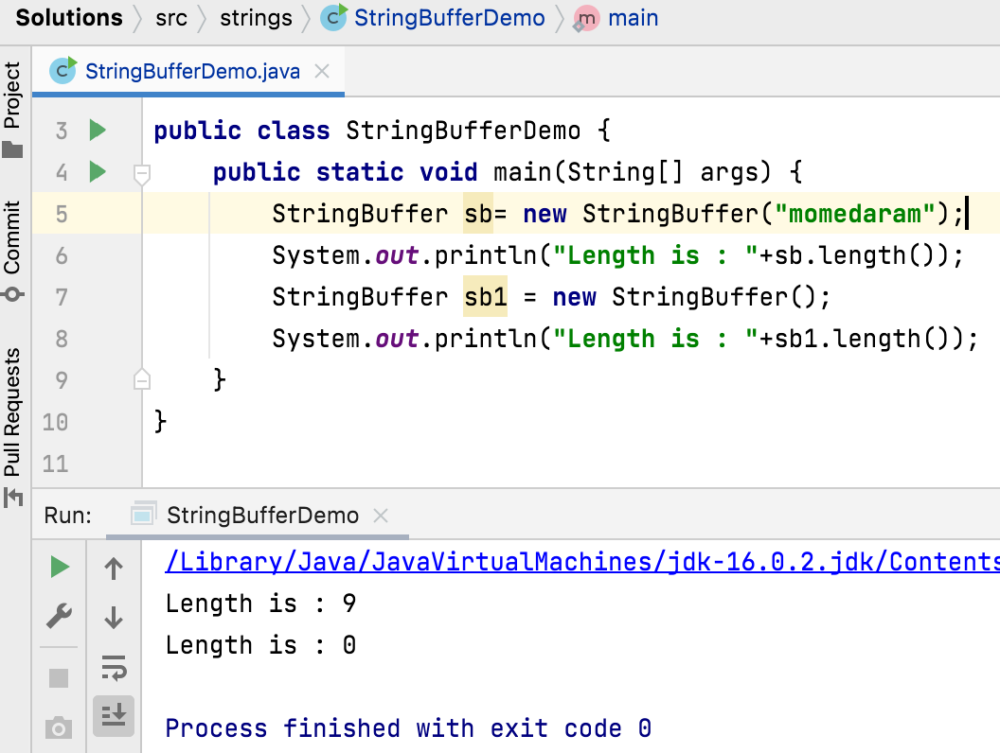 Solutions src strings C StringBufferDemo m main
C StringBufferDemo.java
Project
Commit
Pull Requests
3 public class StringBufferDemo {
4 public static void main(String[] args) {
5 StringBuffer sb= new StringBuffer("momedaram");
6 System.out.println("Length is : "+sb.length());
7 StringBuffer sb1 = new StringBuffer();
8 System.out.println("Length is : "+sb1.length());
9 }
10 }
11
Run: StringBufferDemo
/Library/Java/JavaVirtualMachines/jdk-16.0.2.jdk/Contents
Length is : 9
Length is : 0
Process finished with exit code 0